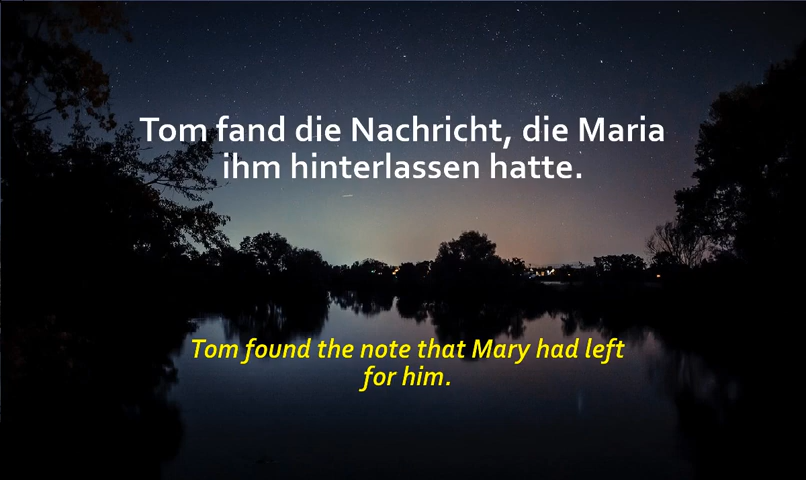 Tom fand die Nachricht, die Maria
ihm hinterlassen hatte.
Tom found the note that Mary had left
for him.